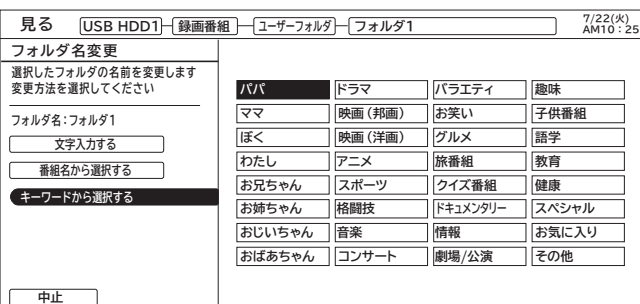 見る USB HDD1 録画番組 ユーザーフォルダ フォルダ1 7/22(火)
AM10:25
フォルダ名変更
選択したフォルダの名前を変更します
変更方法を選択してください
フォルダ名:フォルダ1
文字入力する
番組名から選択する
キーワードから選択する
中止
パパ ドラマ バラエティ 趣味
ママ 映画(邦画) お笑い 子供番組
ぼく 映画(洋画) グルメ 語学
わたし アニメ 旅番組 教育
お兄ちゃん スポーツ クイズ番組 健康
お姉ちゃん 格闘技 ドキュメンタリー スペシャル
おじいちゃん 音楽 情報 お気に入り
おばあちゃん コンサート 劇場/公演 その他